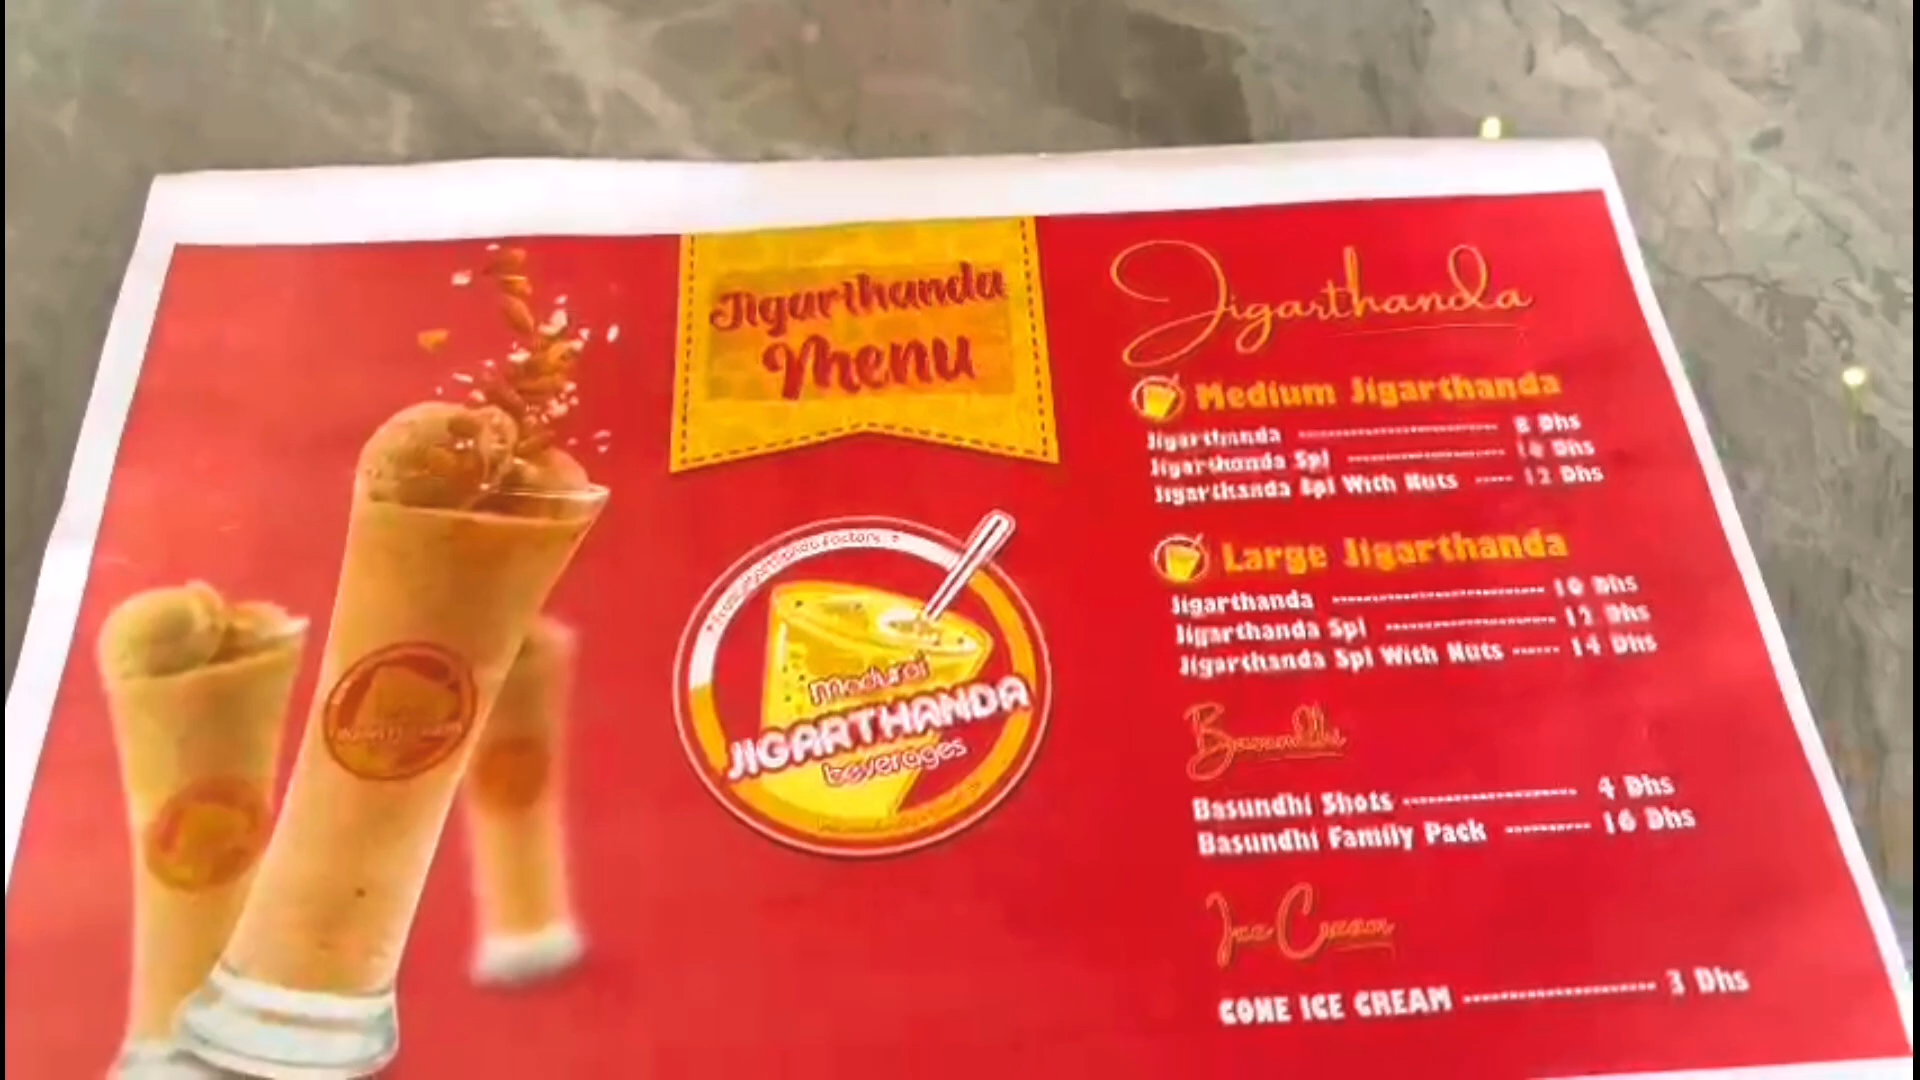 Jigarthanda
Menu
Madurai
JIGARTHANDA
beverages
Jigarthanda
Medium Jigarthanda
Jigarthanda ---------------------- 8 Dhs
Jigarthanda Spl ------------------ 10 Dhs
Jigarthanda Spl With Nuts ----- 12 Dhs
Large Jigarthanda
Jigarthanda ------------------------ 10 Dhs
Jigarthanda Spl ------------------- 12 Dhs
Jigarthanda Spl With Nuts ------ 14 Dhs
Basundhi
Basundhi Shots ------------------- 4 Dhs
Basundhi Family Pack --------- 16 Dhs
Ice Cream
CONE ICE CREAM -------------------- 3 Dhs